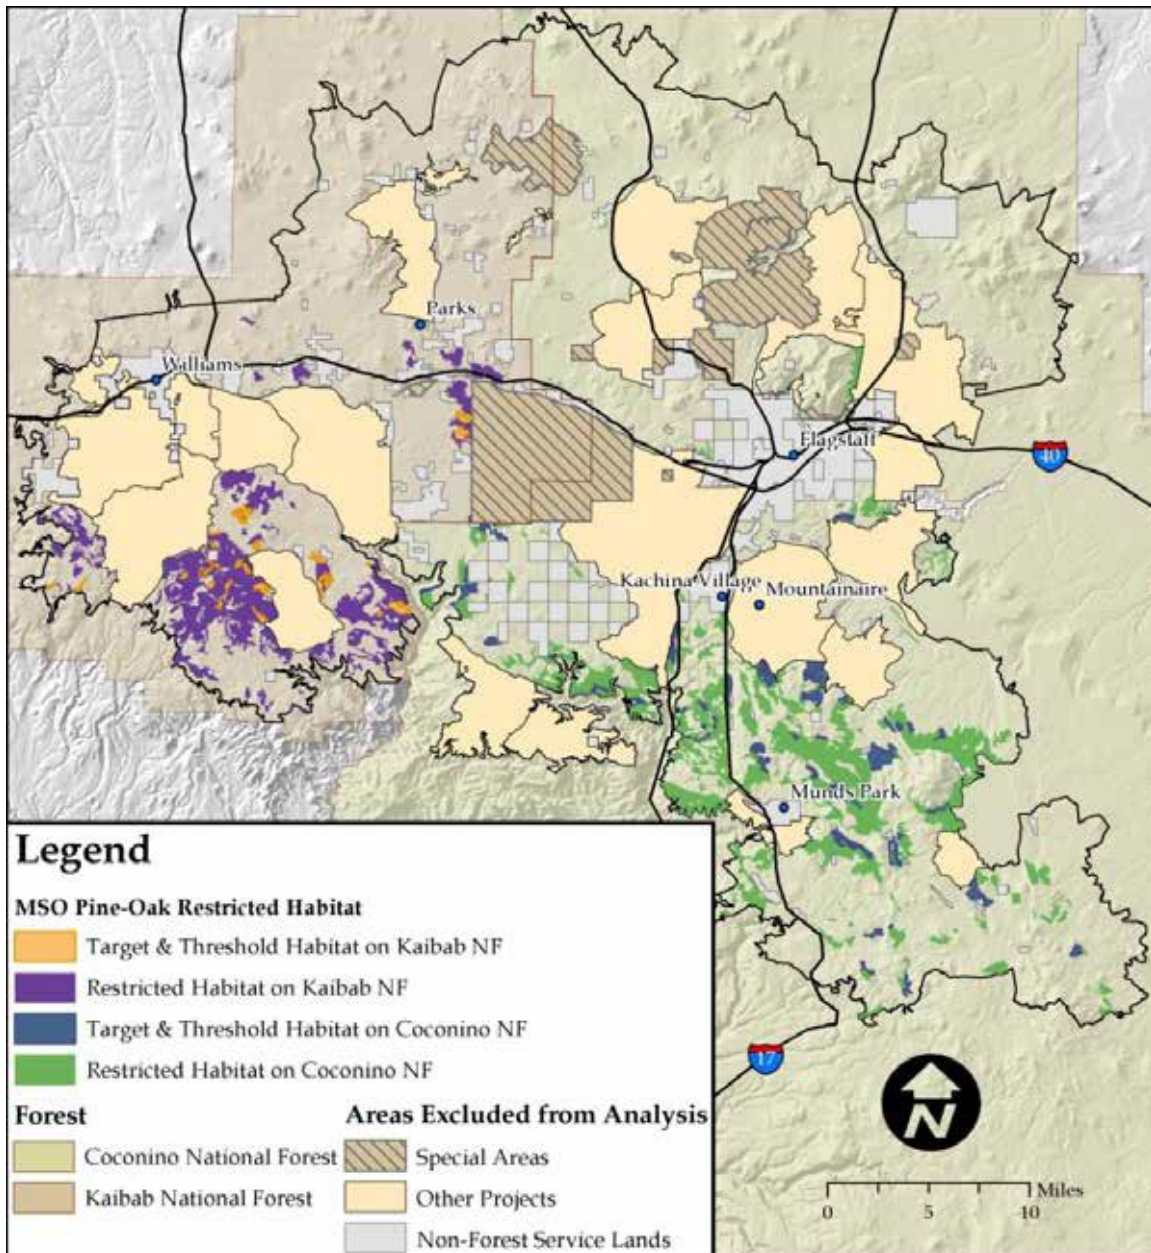 Parks
Williams
Flagstaff
40
Kachina Village
Mountainaire
Munds Park
Legend
MSO Pine-Oak Restricted Habitat
Target & Threshold Habitat on Kaibab NF
Restricted Habitat on Kaibab NF
Target & Threshold Habitat on Coconino NF
Restricted Habitat on Coconino NF
Forest
Coconino National Forest
Kaibab National Forest
Areas Excluded from Analysis
Special Areas
Other Projects
Non-Forest Service Lands
17
N
Miles
0 5 10